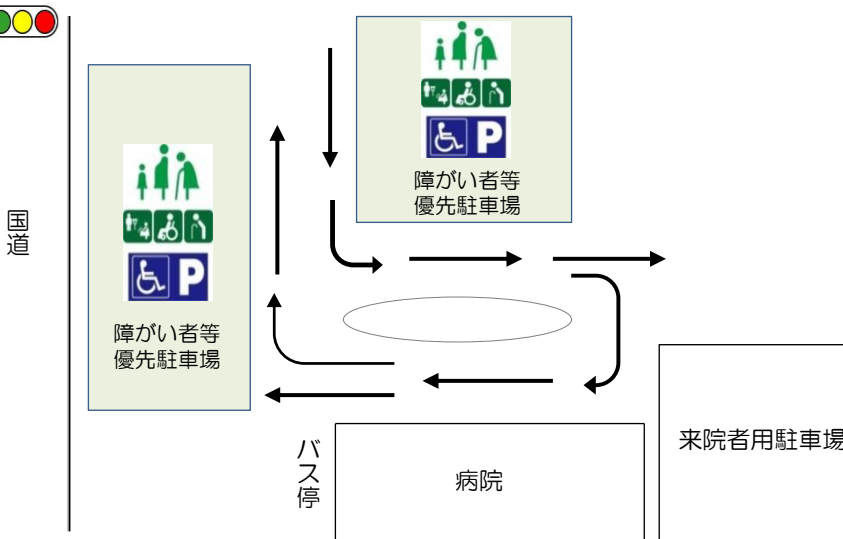 国道
P
障がい者等
優先駐車場
P
障がい者等
優先駐車場
バス停
病院
来院者用駐車場